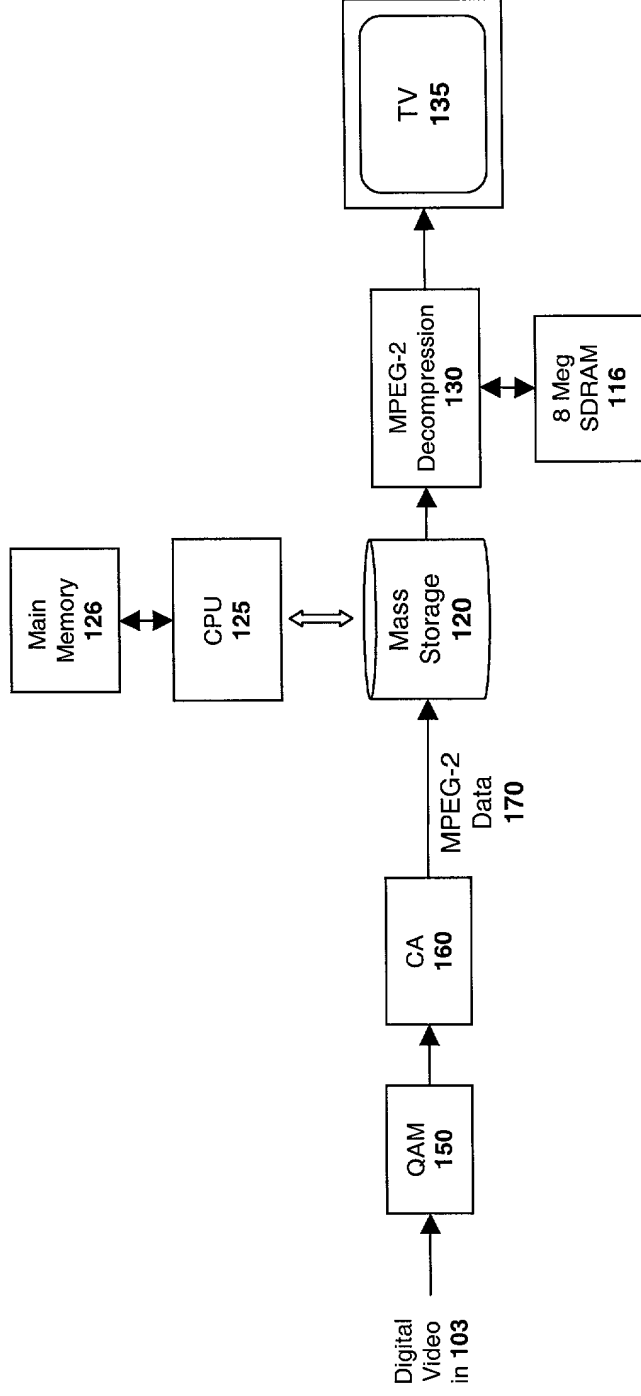 Digital
Video
in 103
QAM
150
CA
160
MPEG-2
Data
170
Mass
Storage
120
CPU
125
Main
Memory
126
MPEG-2
Decompression
130
8 Meg
SDRAM
116
TV
135